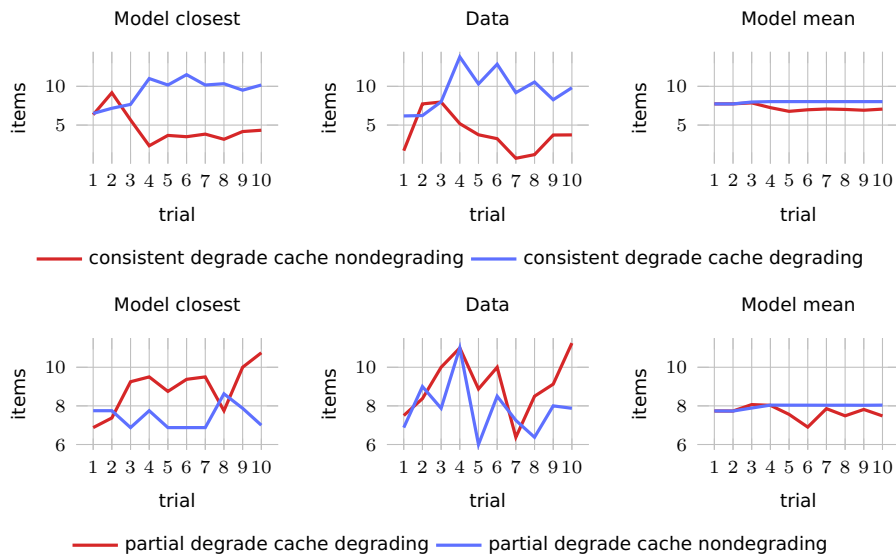 Model closest Data Model mean
items 10 5 items 10 5 items 10 5
1 2 3 4 5 6 7 8 9 10 1 2 3 4 5 6 7 8 9 10 1 2 3 4 5 6 7 8 9 10
trial trial trial
consistent degrade cache nondegrading consistent degrade cache degrading
Model closest Data Model mean
items 10 8 6 items 10 8 6 items 10 8 6
1 2 3 4 5 6 7 8 9 10 1 2 3 4 5 6 7 8 9 10 1 2 3 4 5 6 7 8 9 10
trial trial trial
partial degrade cache degrading partial degrade cache nondegrading